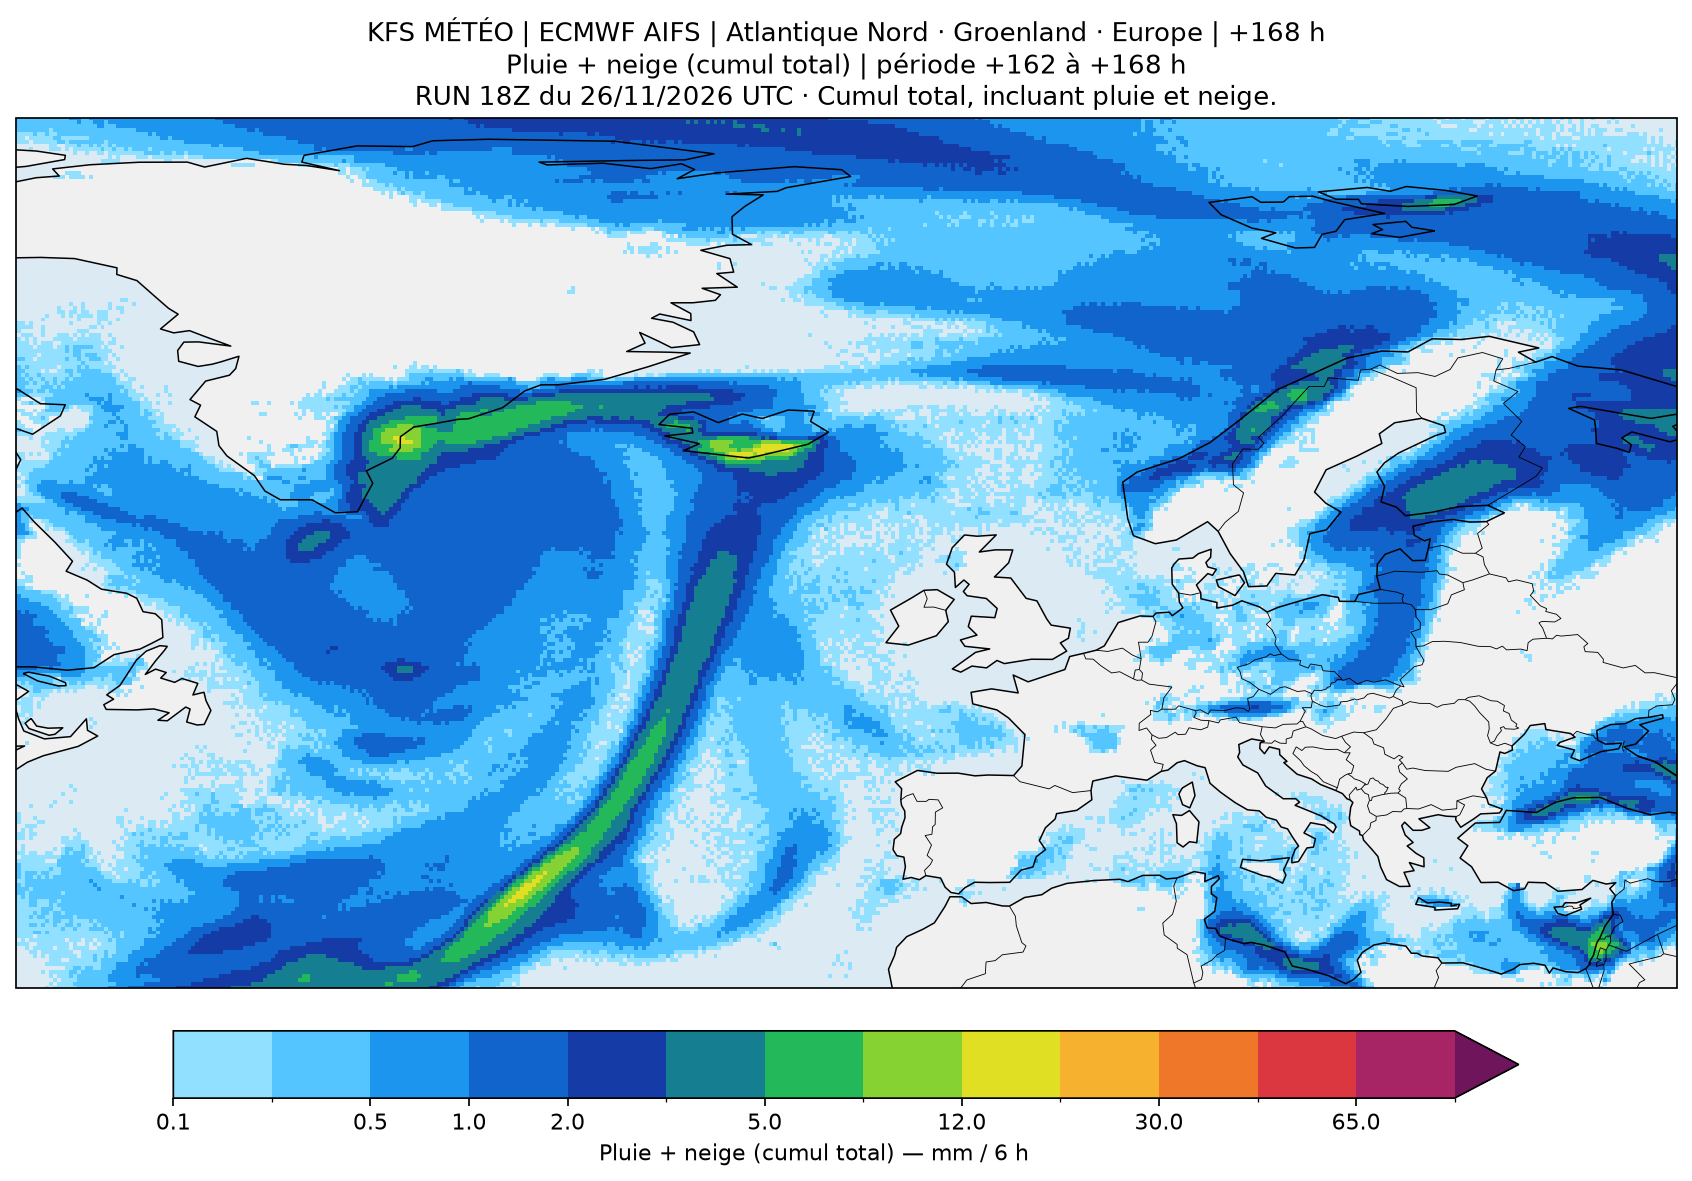 KFS MÉTÉO | ECMWF AIFS | Atlantique Nord · Groenland · Europe | +168 h
Pluie + neige (cumul total) | période +162 à +168 h
RUN 18Z du 26/11/2026 UTC · Cumul total, incluant pluie et neige.
0.1 0.5 1.0 2.0 5.0 12.0 30.0 65.0
Pluie + neige (cumul total) — mm / 6 h